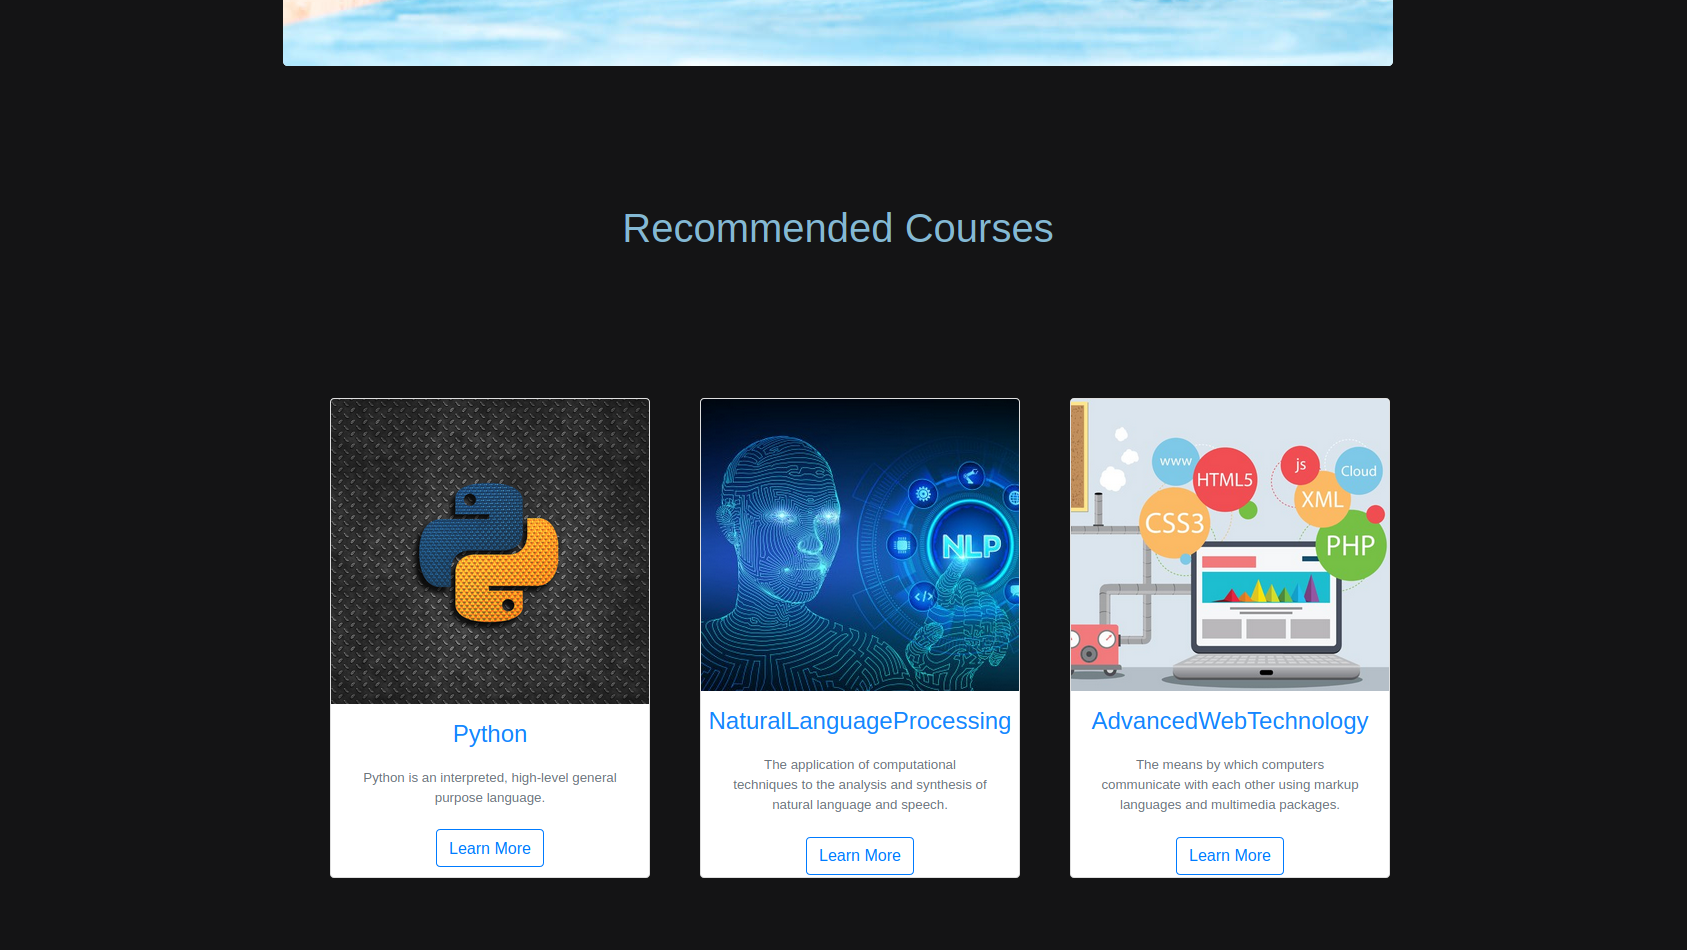 Recommended Courses
NLP
</>
www
HTML5
js
Cloud
CSS3
XML
PHP
Python
Python is an interpreted, high-level general
purpose language.
Learn More
NaturalLanguageProcessing
The application of computational
techniques to the analysis and synthesis of
natural language and speech.
Learn More
AdvancedWebTechnology
The means by which computers
communicate with each other using markup
languages and multimedia packages.
Learn More